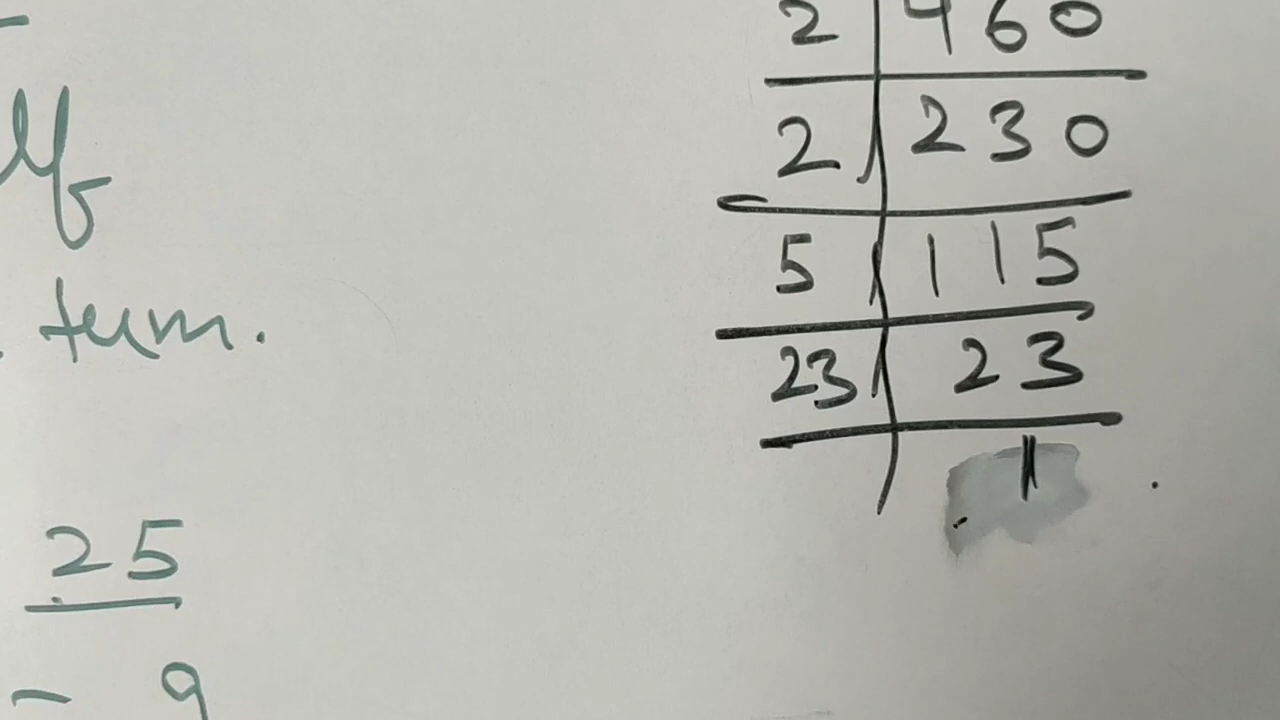 2 | 460
2 | 230
5 | 115
23 | 23
1
term.
25
- 9